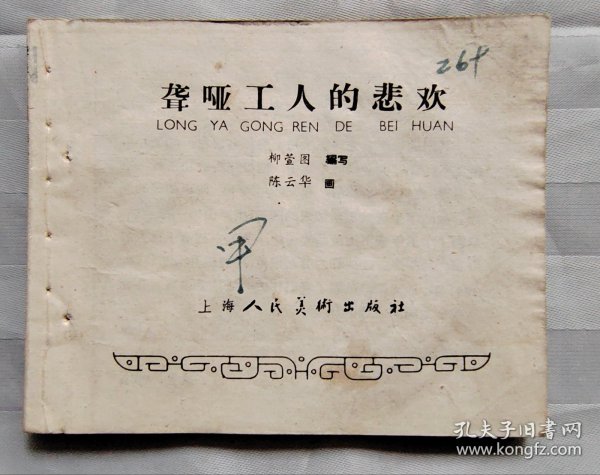 264
聋哑工人的悲欢
LONG YA GONG REN DE BEI HUAN
柳萱图 编写
陈云华 画
甲
上海人民美術出版社
孔夫子旧书网
www.kongfz.com